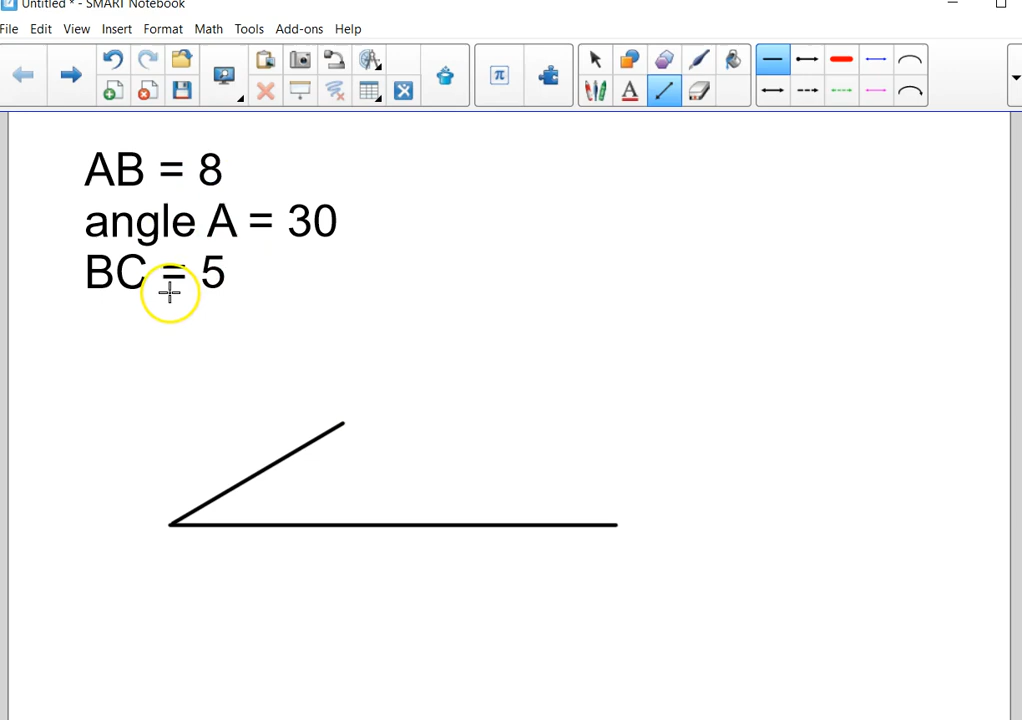 Untitled * - SMART Notebook
File Edit View Insert Format Math Tools Add-ons Help
π
A
AB = 8
angle A = 30
BC = 5